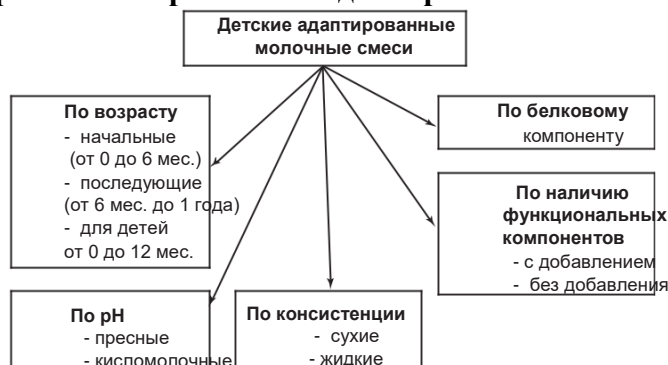 Детские адаптированные
молочные смеси
По возрасту
- начальные
(от 0 до 6 мес.)
- последующие
(от 6 мес. до 1 года)
- для детей
от 0 до 12 мес.
По белковому
компоненту
По наличию
функциональных
компонентов
- с добавлением
- без добавления
По pH
- пресные
- кисломолочные
По консистенции
- сухие
- жидкие